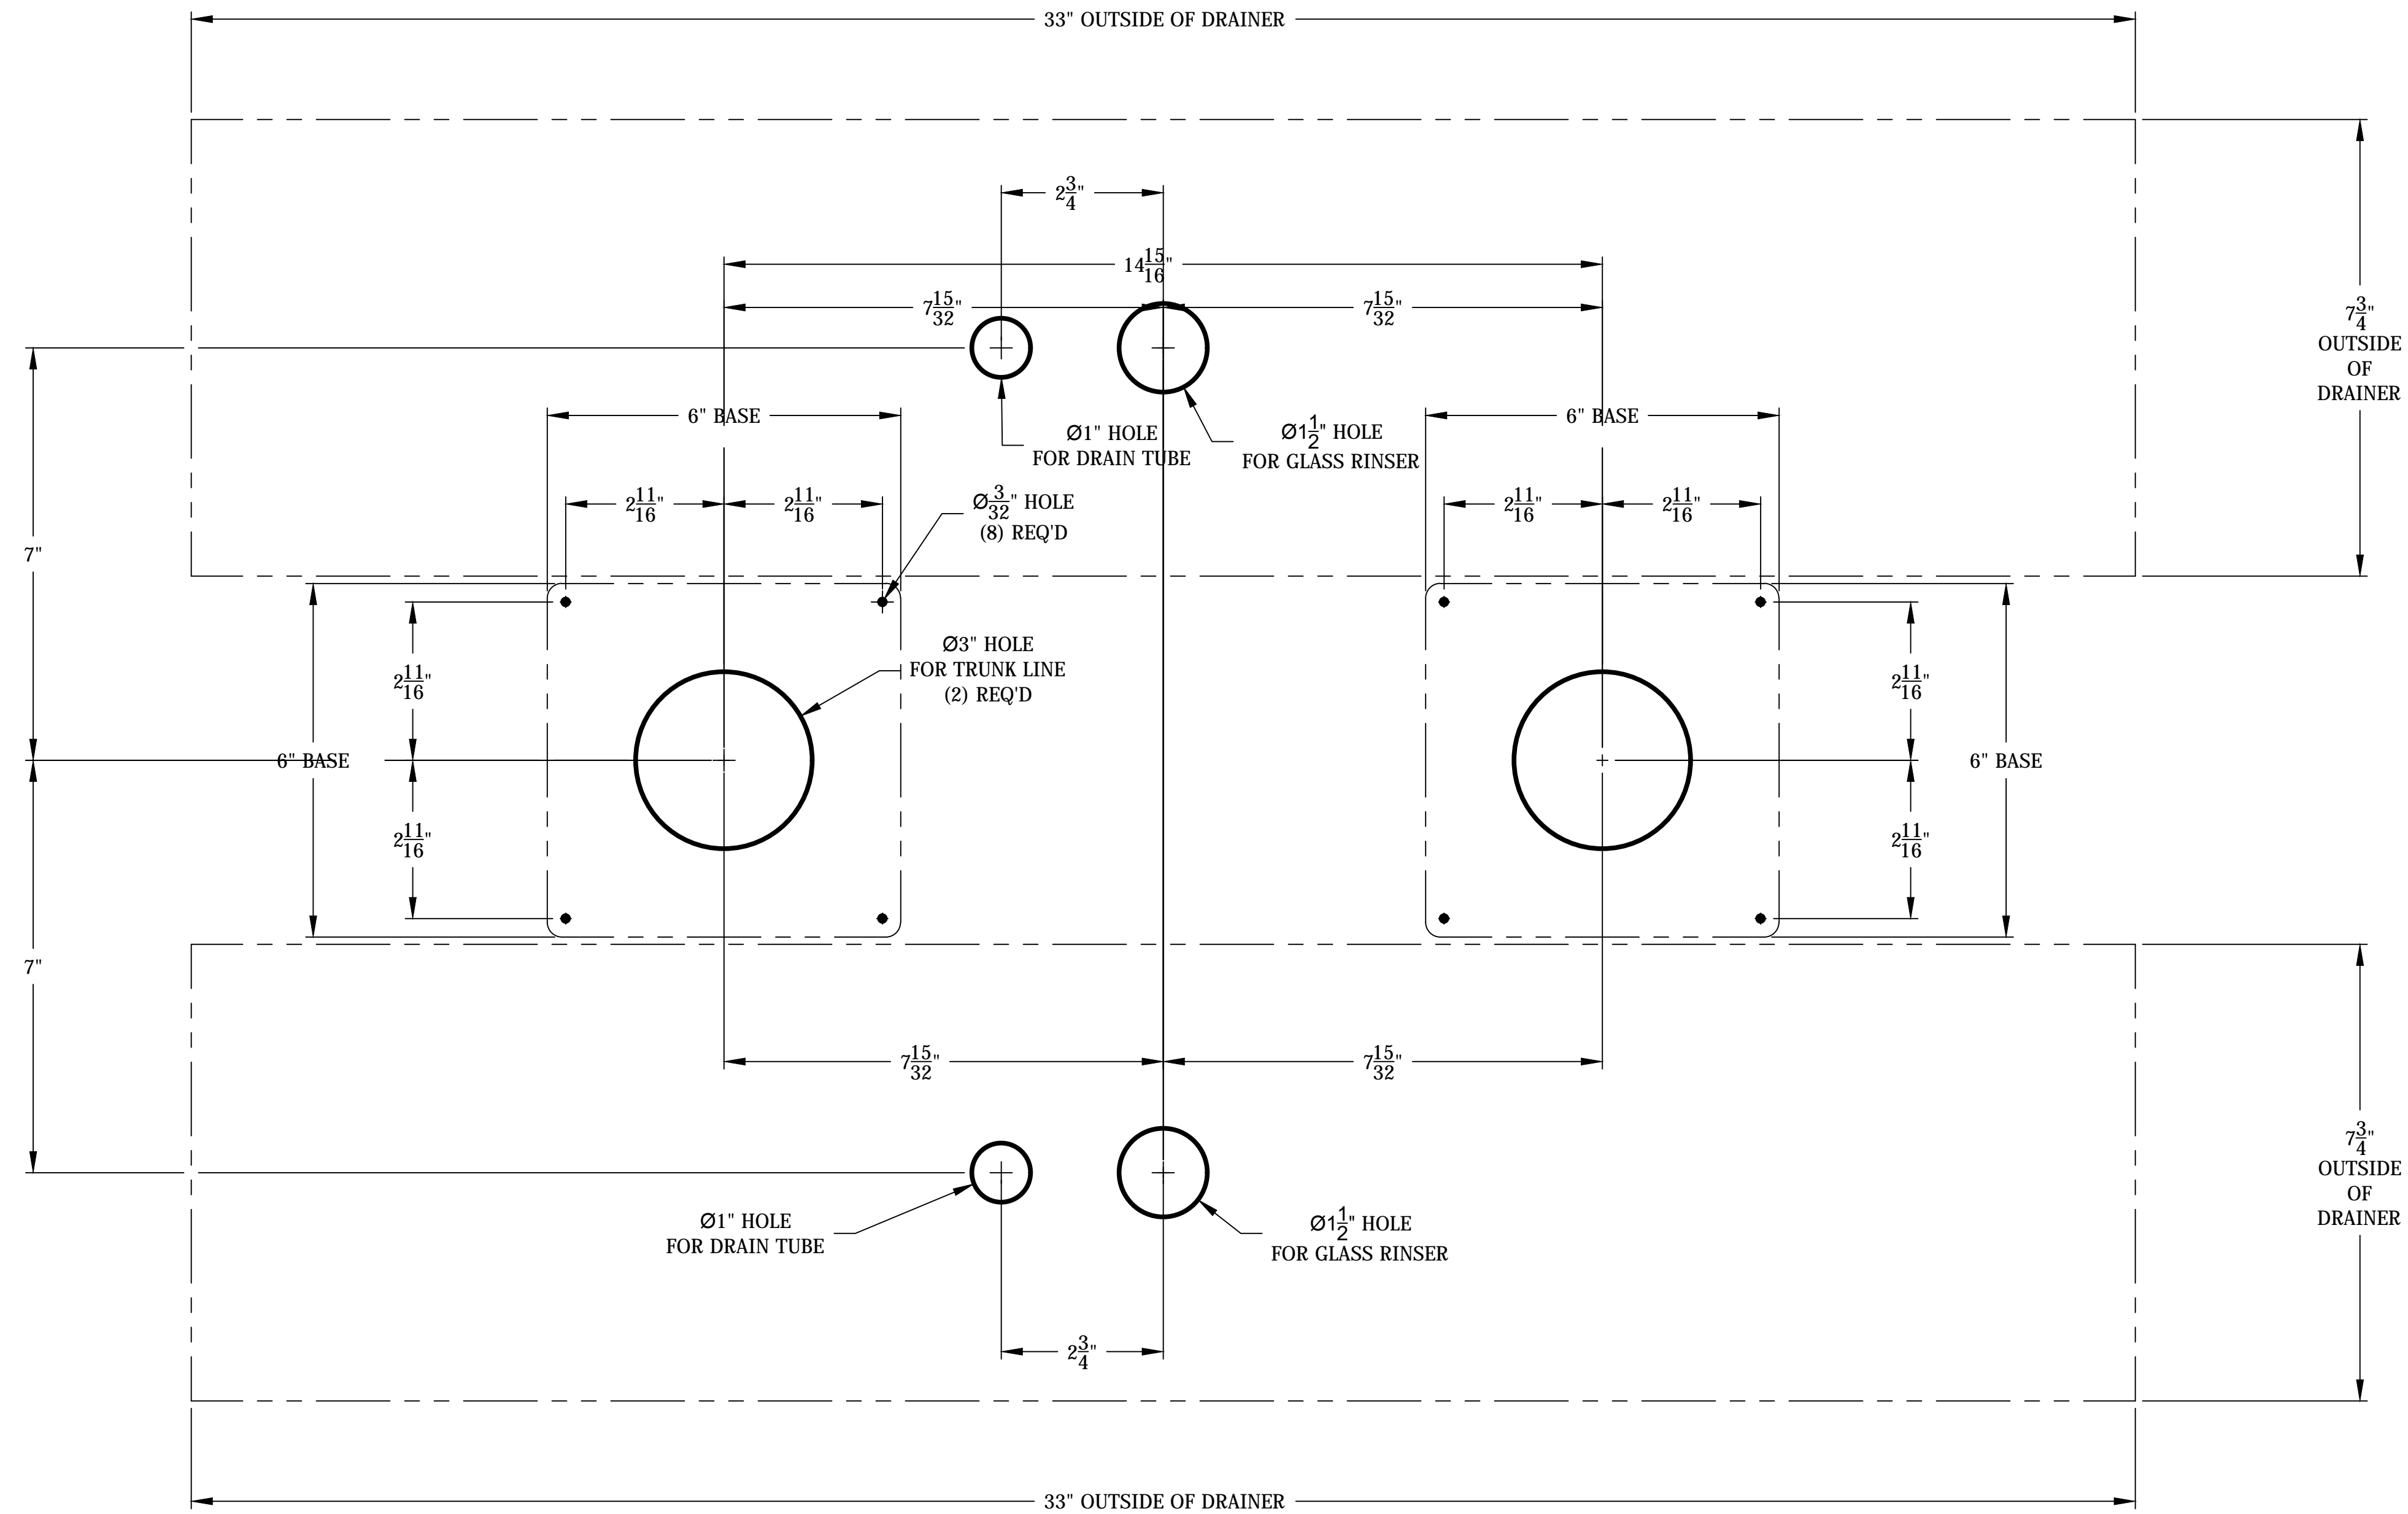 33" OUTSIDE OF DRAINER
2 3/4"
14 15/16"
7 15/32"
7 15/32"
7 3/4"
OUTSIDE
OF
DRAINER
6" BASE
6" BASE
Ø1" HOLE
FOR DRAIN TUBE
Ø1 1/2" HOLE
FOR GLASS RINSER
2 11/16"
2 11/16"
Ø3/32" HOLE
(8) REQ'D
2 11/16"
2 11/16"
7"
Ø3" HOLE
FOR TRUNK LINE
(2) REQ'D
2 11/16"
2 11/16"
6" BASE
6" BASE
2 11/16"
2 11/16"
7"
7 15/32"
7 15/32"
7 3/4"
OUTSIDE
OF
DRAINER
Ø1" HOLE
FOR DRAIN TUBE
Ø1 1/2" HOLE
FOR GLASS RINSER
2 3/4"
33" OUTSIDE OF DRAINER